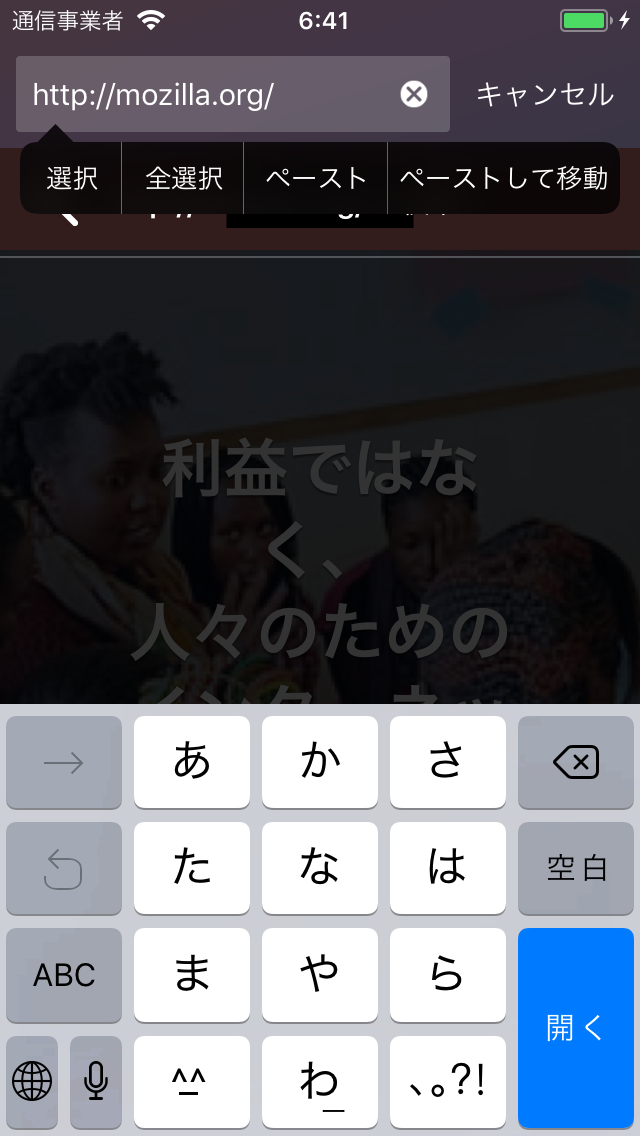 通信事業者 6:41
http://mozilla.org/ キャンセル
選択 全選択 ペースト ペーストして移動
利益ではな
く、
人々のための
インターネッ
→ あ か さ
た な は 空白
ABC ま や ら 開く
^^ わ 、。?!